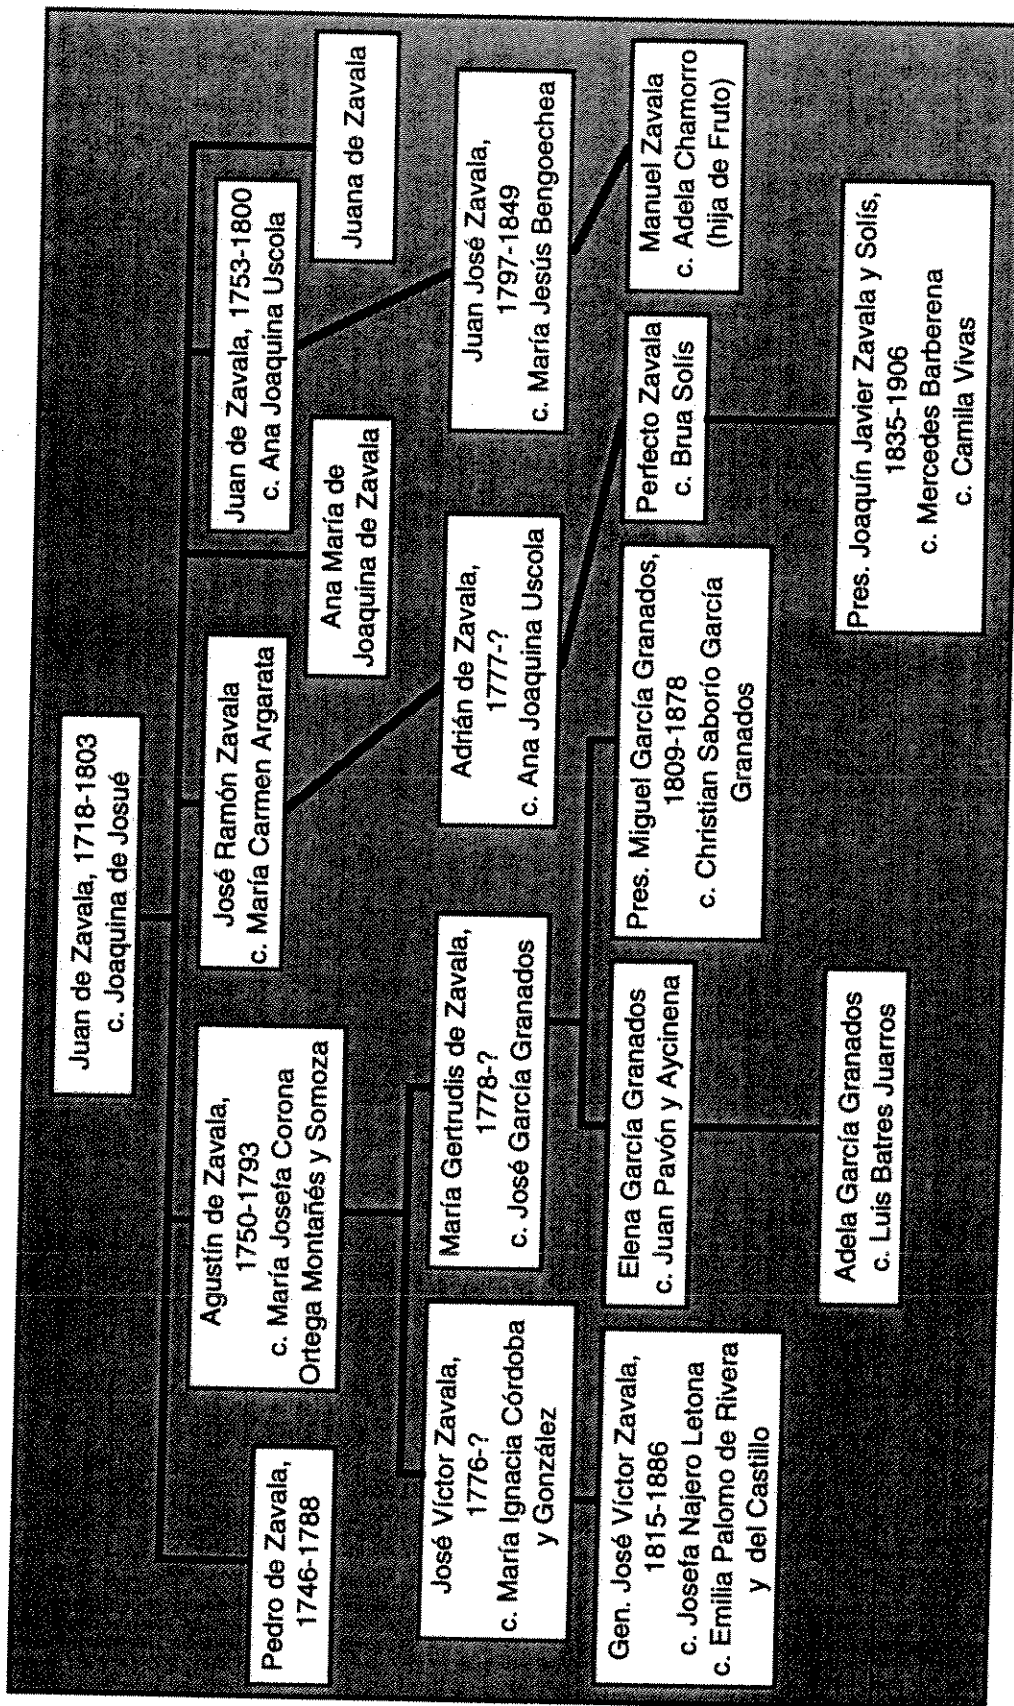 Juan de Zavala, 1718-1803
c. Joaquina de Josué
Pedro de Zavala,
1746-1788
Agustín de Zavala,
1750-1793
c. María Josefa Corona
Ortega Montañés y Somoza
José Ramón Zavala
c. María Carmen Argarata
Ana María de
Joaquina de Zavala
Juan de Zavala, 1753-1800
c. Ana Joaquina Uscola
Juana de Zavala
José Víctor Zavala,
1776-?
c. María Ignacia Córdoba
y González
María Gertrudis de Zavala,
1778-?
c. José García Granados
Adrián de Zavala,
1777-?
c. Ana Joaquina Uscola
Juan José Zavala,
1797-1849
c. María Jesús Bengoechea
Gen. José Víctor Zavala,
1815-1886
c. Josefa Najero Letona
c. Emilia Palomo de Rivera
y del Castillo
Elena García Granados
c. Juan Pavón y Aycinena
Pres. Miguel García Granados,
1809-1878
c. Christian Saborío García
Granados
Perfecto Zavala
c. Brua Solís
Manuel Zavala
c. Adela Chamorro
(hija de Fruto)
Adela García Granados
c. Luis Batres Juarros
Pres. Joaquín Javier Zavala y Solís,
1835-1906
c. Mercedes Barberena
c. Camila Vivas